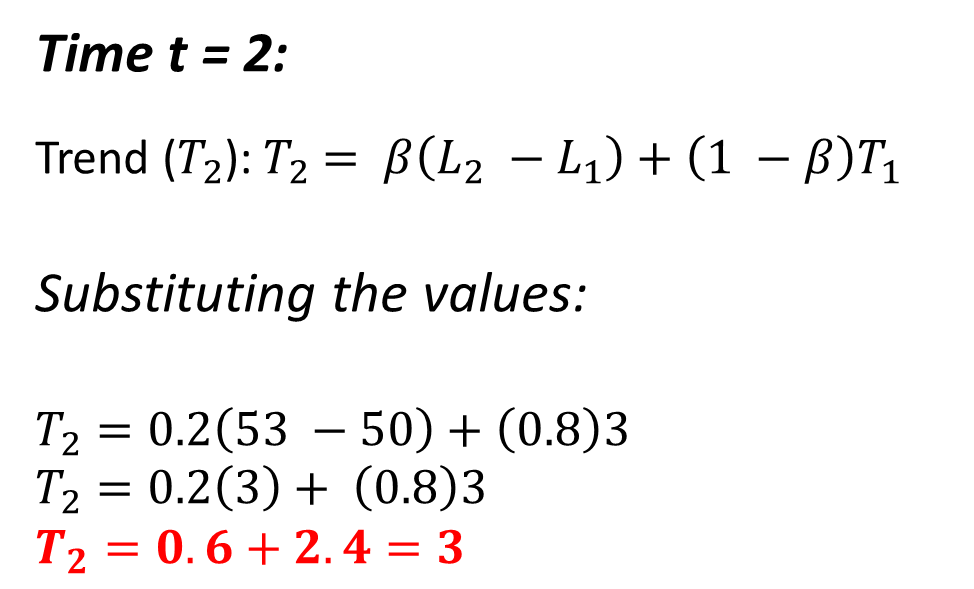 Time t = 2:
Trend (T₂): T₂ = β(L₂ − L₁) + (1 − β)T₁
Substituting the values:
T₂ = 0.2(53 − 50) + (0.8)3
T₂ = 0.2(3) + (0.8)3
T₂ = 0.6 + 2.4 = 3